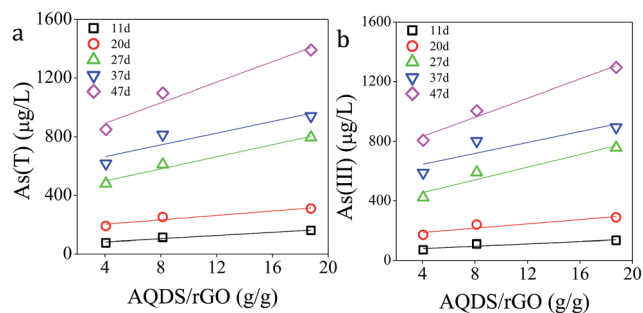 a
11d
20d
27d
37d
47d
1600
1200
800
400
0
0 4 8 12 16 20
As(T) (µg/L)
AQDS/rGO (g/g)
b
11d
20d
27d
37d
47d
1600
1200
800
400
0
0 4 8 12 16 20
As(III) (µg/L)
AQDS/rGO (g/g)